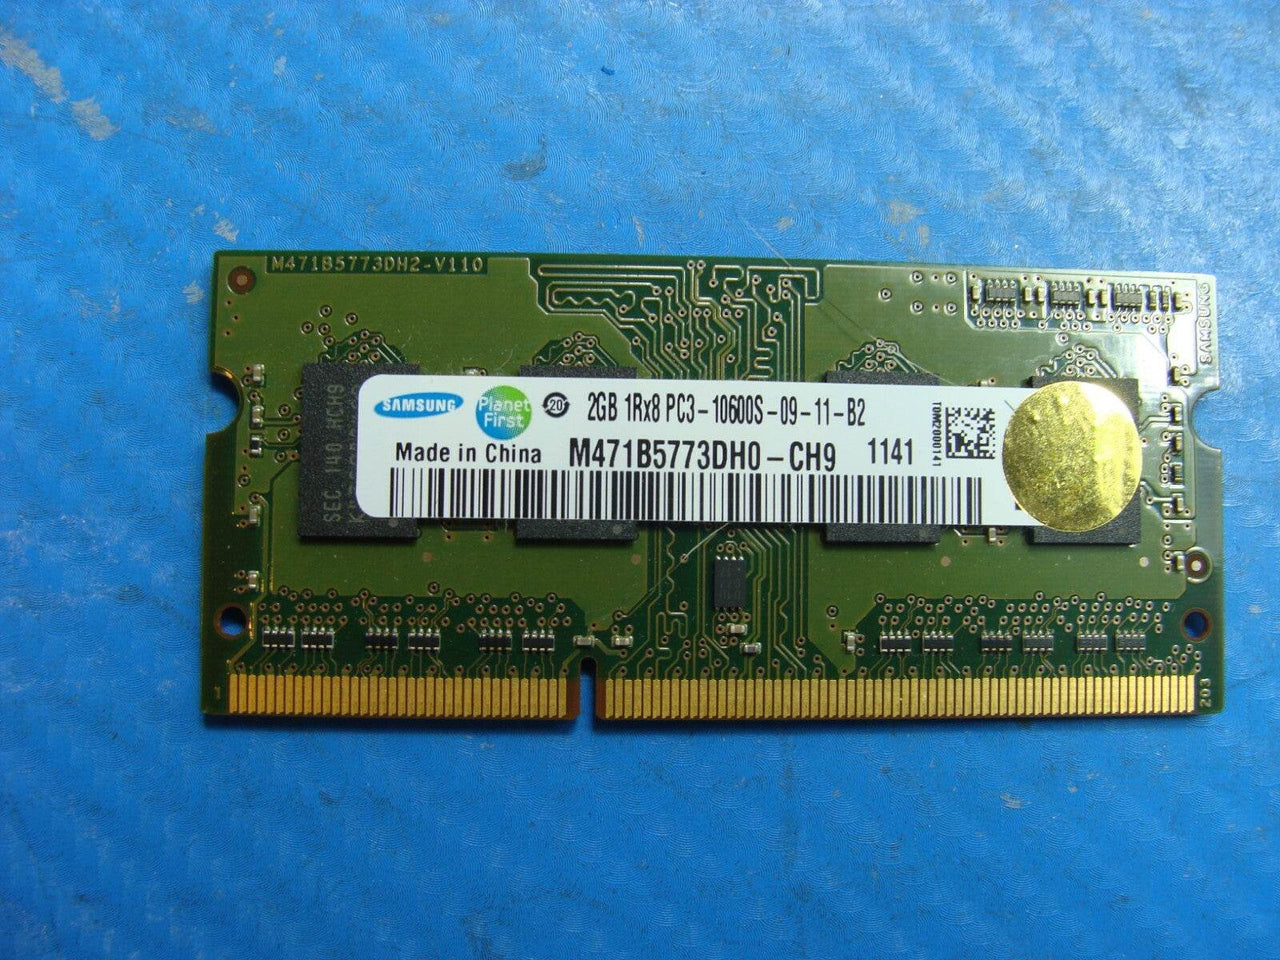 M471B5773DH2-V110
SAMSUNG
SAMSUNG
Planet
First
20
2GB 1Rx8 PC3-10600S-09-11-B2
Made in China
M471B5773DH0-CH9
1141
SEC 140 HCH9
1
203